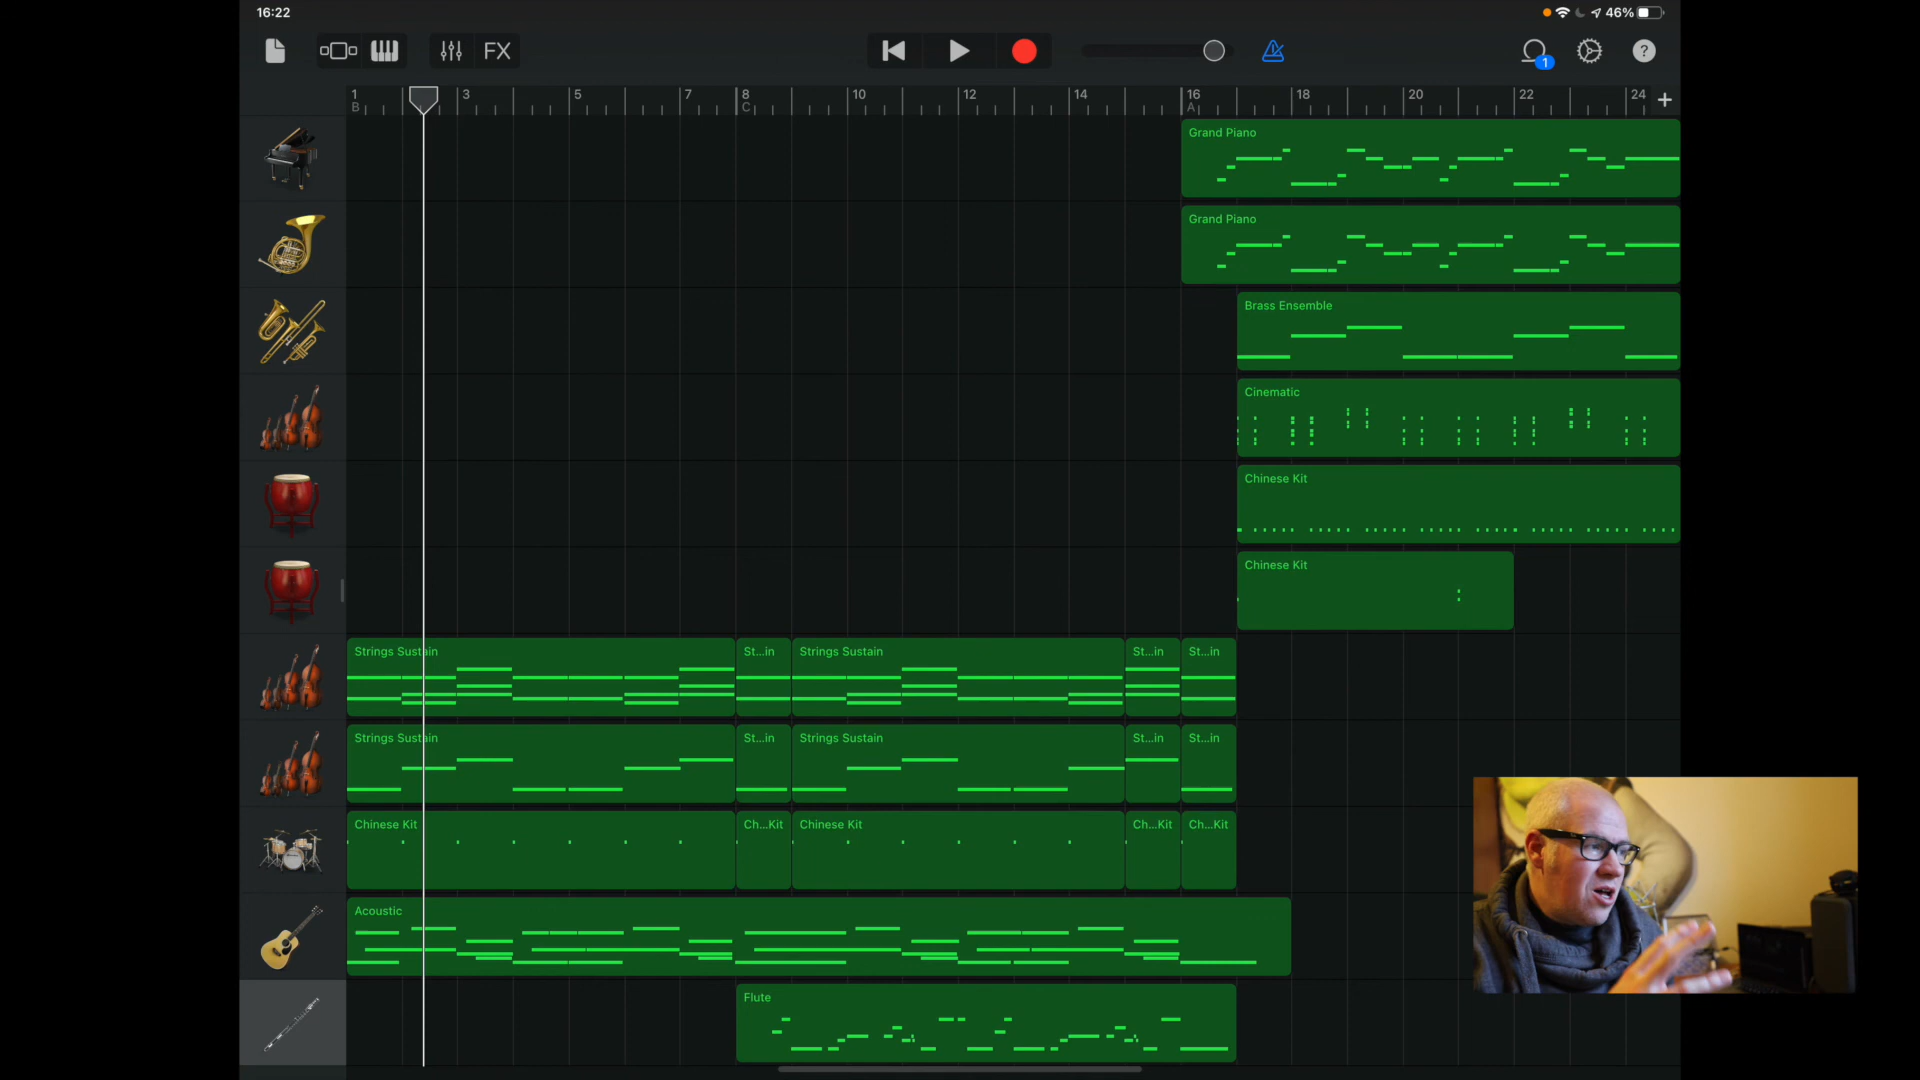 16:22
46%
FX
1
?
1 3 5 7 8 10 12 14 16 18 20 22 24 +
B C A
Grand Piano
Grand Piano
Brass Ensemble
Cinematic
Chinese Kit
Chinese Kit
Strings Sustain St...in Strings Sustain St...in St...in
Strings Sustain St...in Strings Sustain St...in St...in
Chinese Kit Ch...Kit Chinese Kit Ch...Kit Ch...Kit
Acoustic
Flute